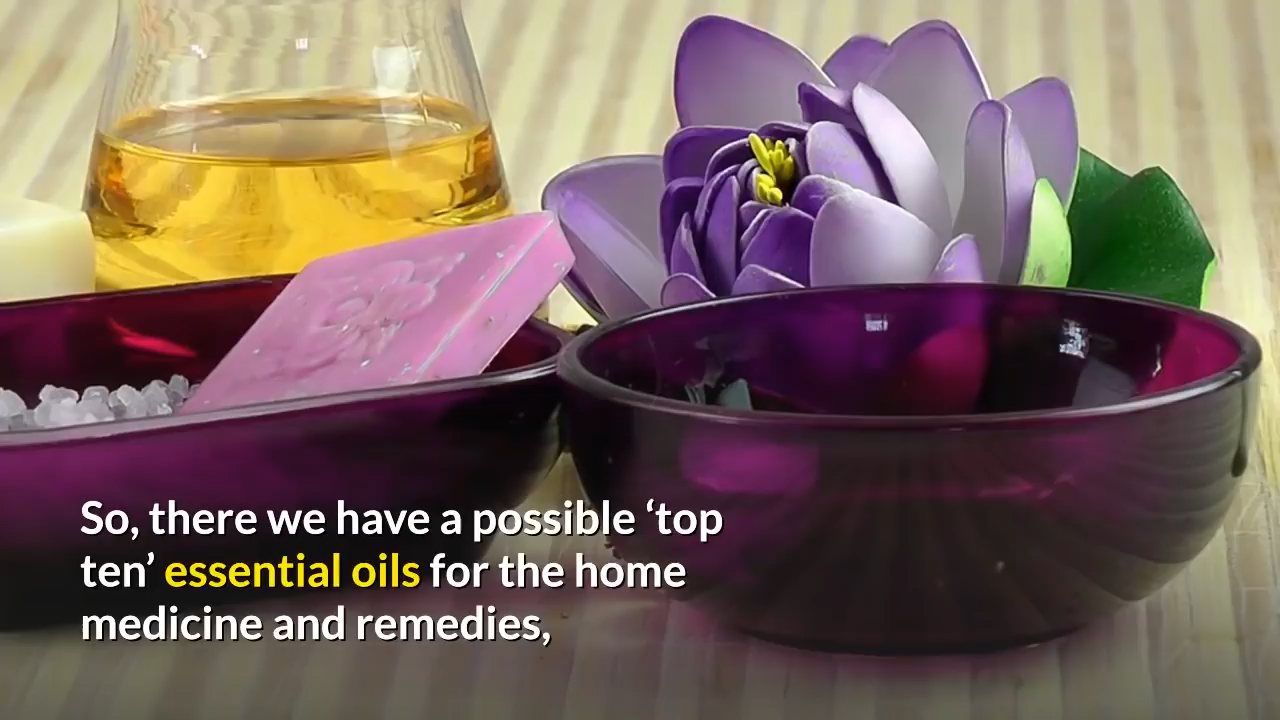 So, there we have a possible ‘top
ten’ essential oils for the home
medicine and remedies,